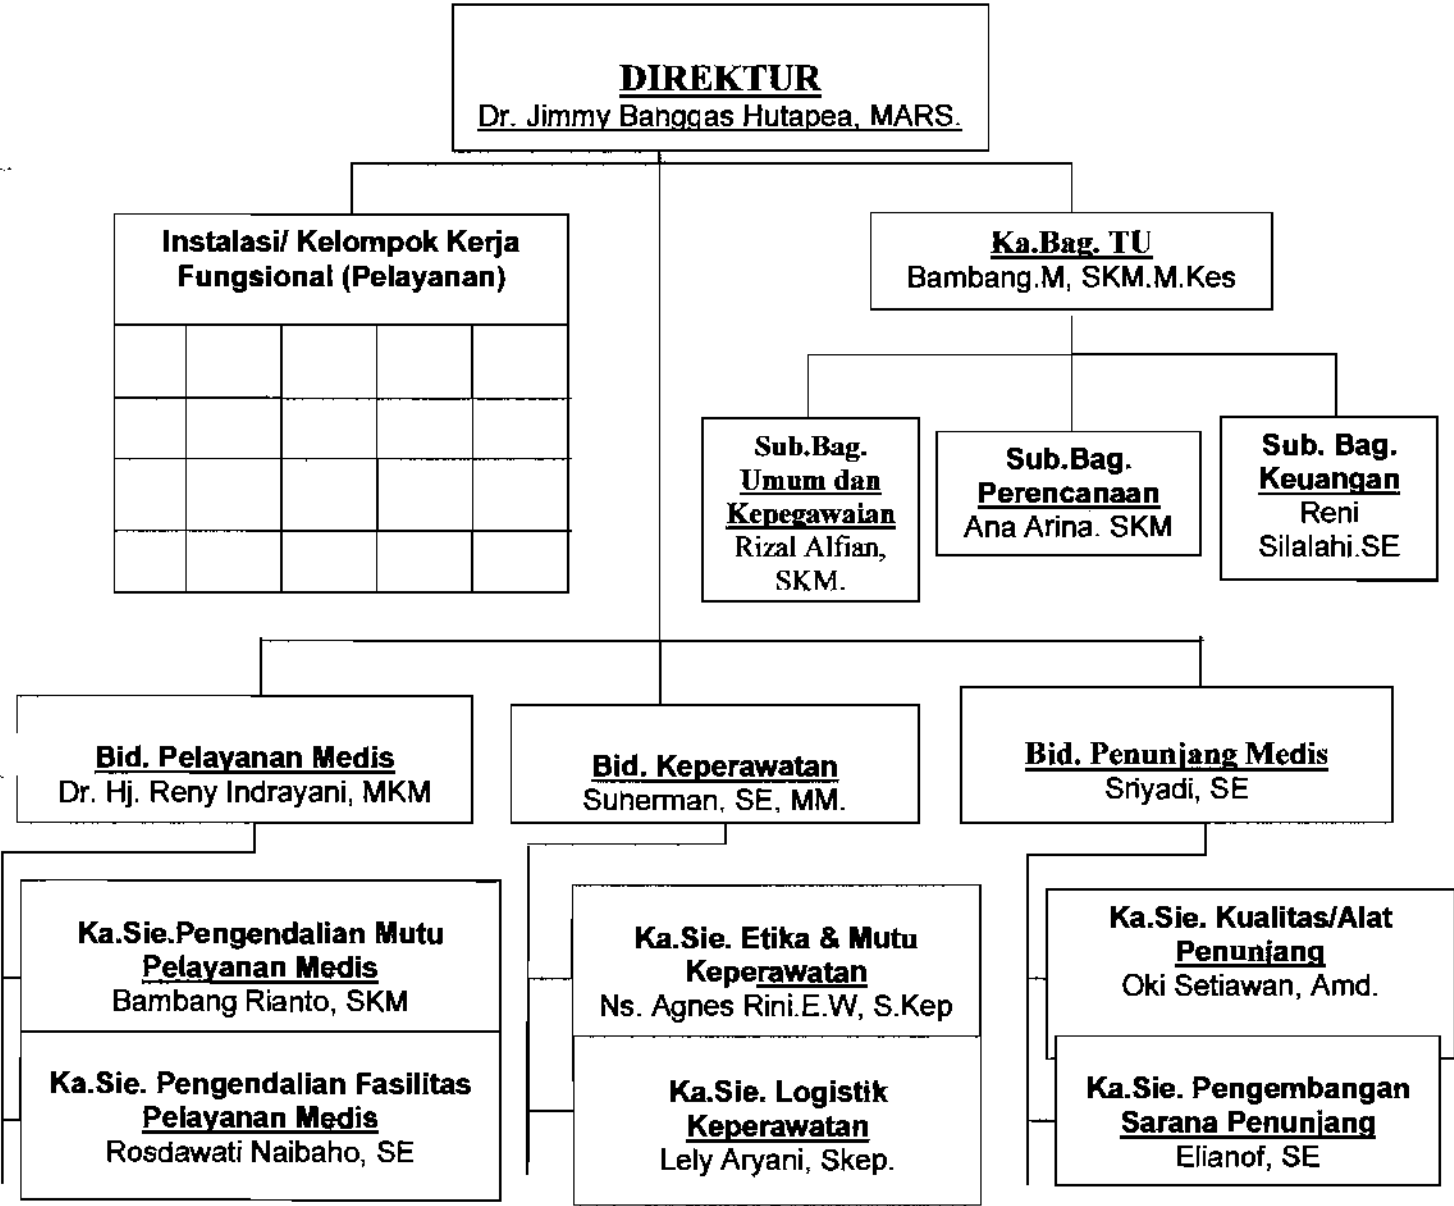 DIREKTUR
Dr. Jimmy Banggas Hutapea, MARS.
Instalasi/ Kelompok Kerja
Fungsional (Pelayanan)
Ka.Bag. TU
Bambang.M, SKM.M.Kes
Sub.Bag.
Umum dan
Kepegawaian
Rizal Alfian,
SKM.
Sub.Bag.
Perencanaan
Ana Arina. SKM
Sub. Bag.
Keuangan
Reni
Silalahi.SE
Bid. Pelayanan Medis
Dr. Hj. Reny Indrayani, MKM
Bid. Keperawatan
Suherman, SE, MM.
Bid. Penunjang Medis
Sriyadi, SE
Ka.Sie.Pengendalian Mutu
Pelayanan Medis
Bambang Rianto, SKM
Ka.Sie. Pengendalian Fasilitas
Pelayanan Medis
Rosdawati Naibaho, SE
Ka.Sie. Etika & Mutu
Keperawatan
Ns. Agnes Rini.E.W, S.Kep
Ka.Sie. Logistik
Keperawatan
Lely Aryani, Skep.
Ka.Sie. Kualitas/Alat
Penunjang
Oki Setiawan, Amd.
Ka.Sie. Pengembangan
Sarana Penunjang
Elianof, SE